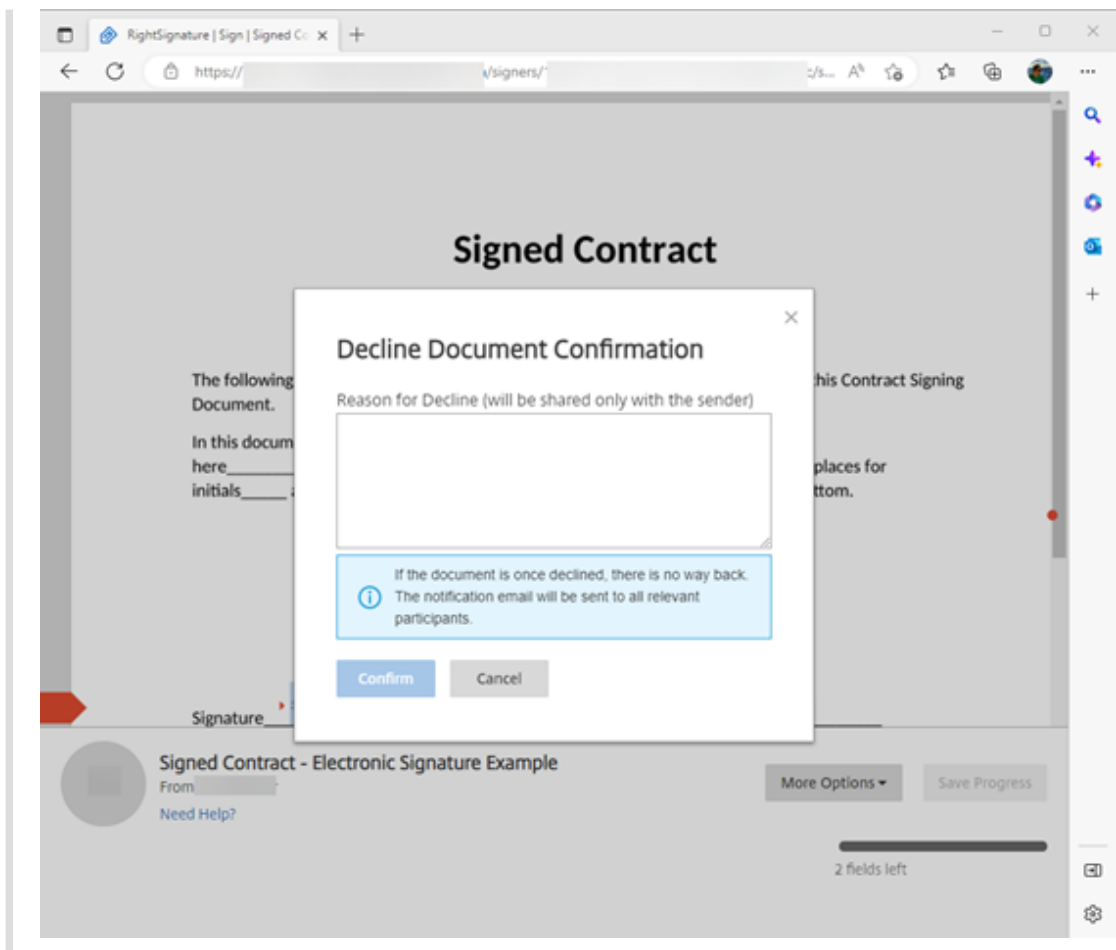 RightSignature | Sign | Signed Co
https:// /signers/ :/s...
Signed Contract
Decline Document Confirmation
The following his Contract Signing
Document.
Reason for Decline (will be shared only with the sender)
In this docum
here_______ places for
initials_____ ttom.
If the document is once declined, there is no way back.
The notification email will be sent to all relevant
participants.
Confirm Cancel
Signature
Signed Contract - Electronic Signature Example
From
Need Help?
More Options
Save Progress
2 fields left